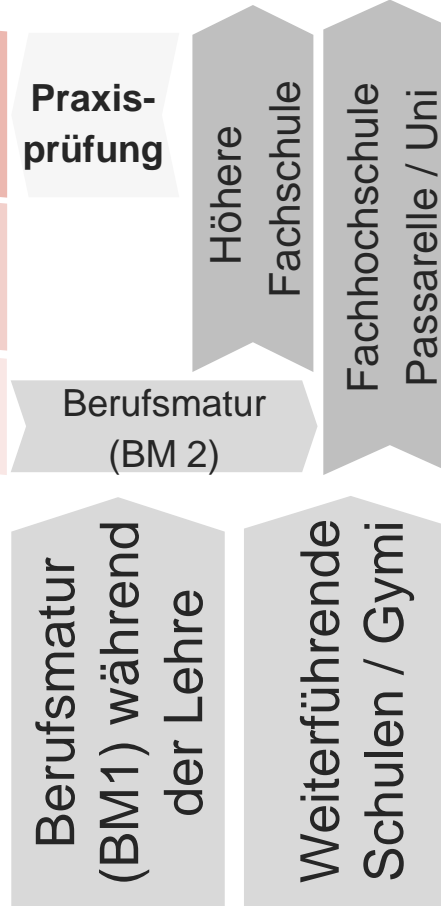 Praxis-
prüfung
Höhere
Fachschule
Fachhochschule
Passarelle / Uni
Berufsmatur
(BM 2)
Berufsmatur
(BM1) während
der Lehre
Weiterführende
Schulen / Gymi